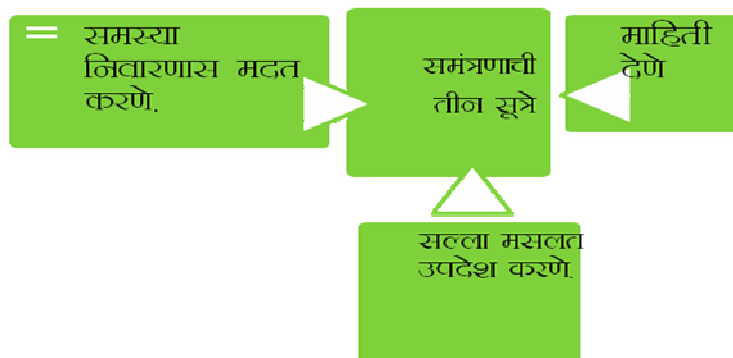 समस्या
निवारणास मदत
करणे.
समंत्रणाची
तीन सूत्रे
माहिती
देणे
सल्ला मसलत
उपदेश करणे.